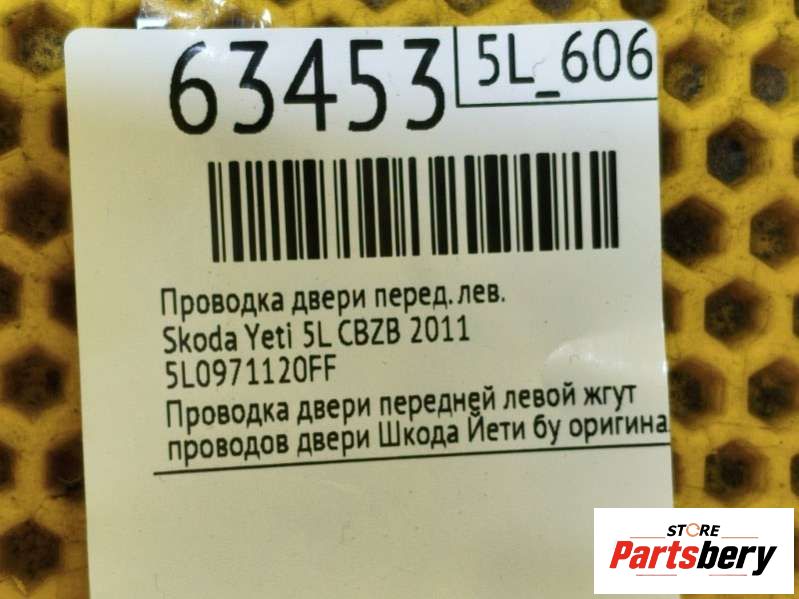 63453
5L_606
Проводка двери перед. лев.
Skoda Yeti 5L CBZB 2011
5L0971120FF
Проводка двери передней левой жгут
проводов двери Шкода Йети бу оригина
STORE
Partsbery